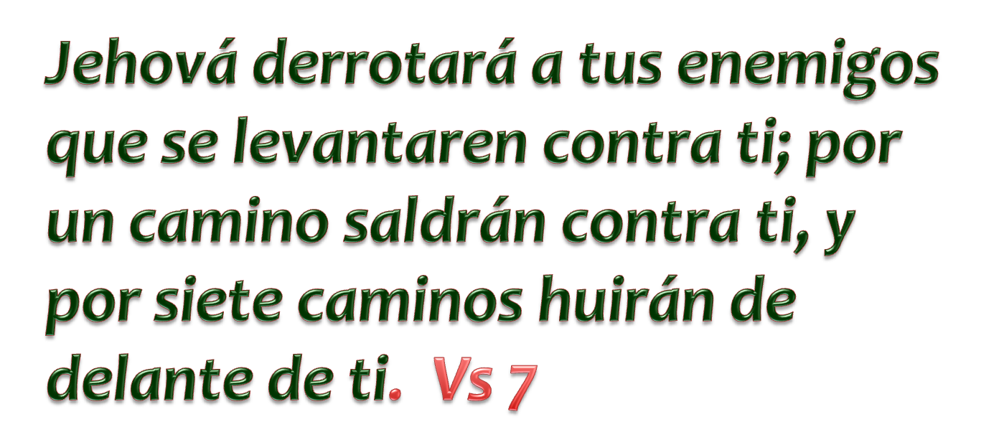 Jehová derrotará a tus enemigos
que se levantaren contra ti; por
un camino saldrán contra ti, y
por siete caminos huirán de
delante de ti. Vs 7